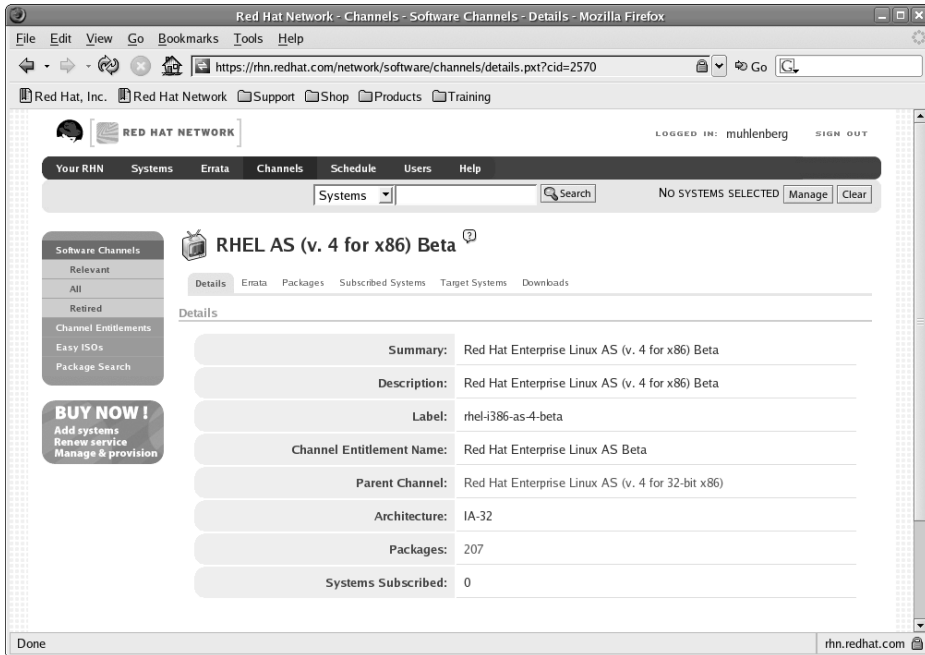 Red Hat Network - Channels - Software Channels - Details - Mozilla Firefox
File Edit View Go Bookmarks Tools Help
https://rhn.redhat.com/network/software/channels/details.pxt?cid=2570 Go G
Red Hat, Inc. Red Hat Network Support Shop Products Training
RED HAT NETWORK
LOGGED IN: muhlenberg SIGN OUT
Your RHN Systems Errata Channels Schedule Users Help
Systems Search NO SYSTEMS SELECTED Manage Clear
Software Channels
Relevant
All
Retired
Channel Entitlements
Easy ISOs
Package Search
BUY NOW !
Add systems
Renew service
Manage & provision
RHEL AS (v. 4 for x86) Beta ?
Details Errata Packages Subscribed Systems Target Systems Downloads
Details
Summary: Red Hat Enterprise Linux AS (v. 4 for x86) Beta
Description: Red Hat Enterprise Linux AS (v. 4 for x86) Beta
Label: rhel-i386-as-4-beta
Channel Entitlement Name: Red Hat Enterprise Linux AS Beta
Parent Channel: Red Hat Enterprise Linux AS (v. 4 for 32-bit x86)
Architecture: IA-32
Packages: 207
Systems Subscribed: 0
Done rhn.redhat.com